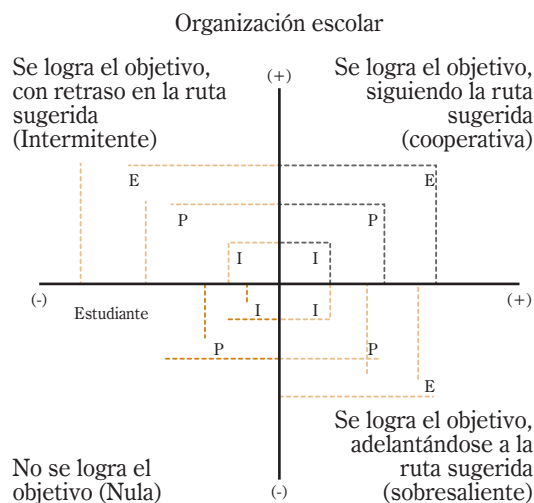 Organización escolar
Se logra el objetivo,
con retraso en la ruta
sugerida
(Intermitente)
(+)
Se logra el objetivo,
siguiendo la ruta
sugerida
(cooperativa)
E
E
P
P
I
I
(-)
(+)
Estudiante
I
I
P
P
E
No se logra el
objetivo (Nula)
(-)
Se logra el objetivo,
adelantándose a la
ruta sugerida
(sobresaliente)